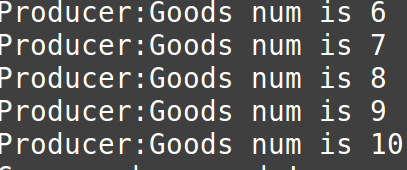 Producer:Goods num is 6
Producer:Goods num is 7
Producer:Goods num is 8
Producer:Goods num is 9
Producer:Goods num is 10